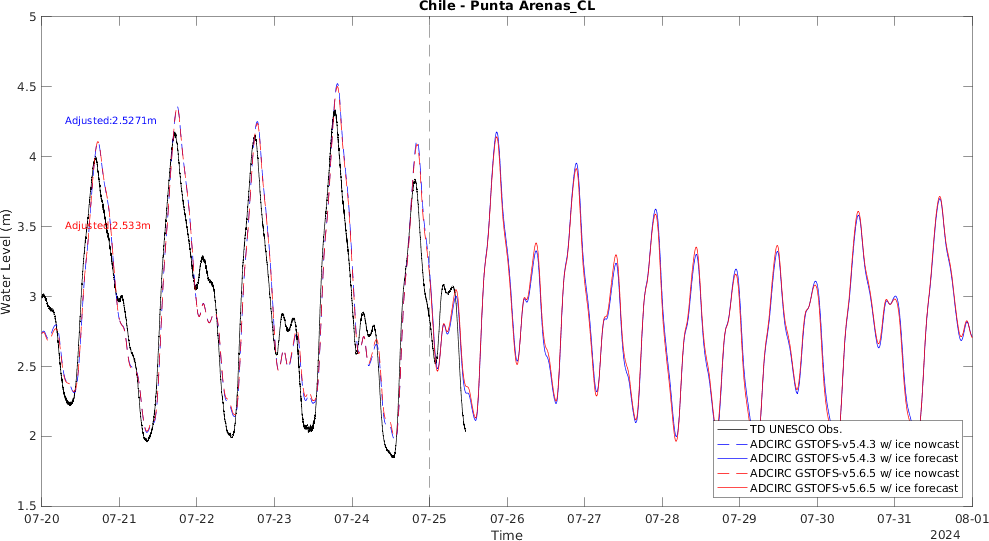 Chile - Punta Arenas_CL
5
4.5
4
3.5
3
2.5
2
1.5
Water Level (m)
Adjusted:2.5271m
Adjusted:2.533m
TD UNESCO Obs.
ADCIRC GSTOFS-v5.4.3 w/ ice nowcast
ADCIRC GSTOFS-v5.4.3 w/ ice forecast
ADCIRC GSTOFS-v5.6.5 w/ ice nowcast
ADCIRC GSTOFS-v5.6.5 w/ ice forecast
07-20 07-21 07-22 07-23 07-24 07-25 07-26 07-27 07-28 07-29 07-30 07-31 08-01
Time
2024